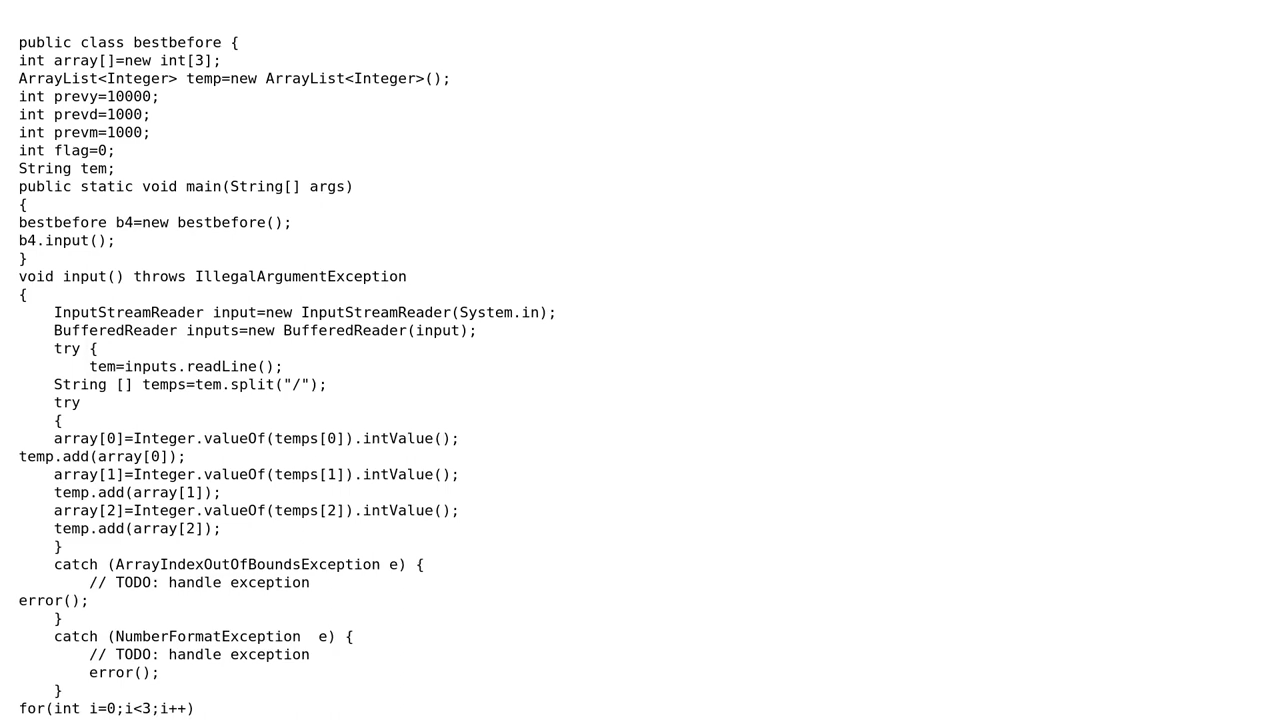 public class bestbefore {
int array[]=new int[3];
ArrayList<Integer> temp=new ArrayList<Integer>();
int prevy=10000;
int prevd=1000;
int prevm=1000;
int flag=0;
String tem;
public static void main(String[] args)
{
bestbefore b4=new bestbefore();
b4.input();
}
void input() throws IllegalArgumentException
{
    InputStreamReader input=new InputStreamReader(System.in);
    BufferedReader inputs=new BufferedReader(input);
    try {
        tem=inputs.readLine();
    String [] temps=tem.split("/");
    try
    {
    array[0]=Integer.valueOf(temps[0]).intValue();
temp.add(array[0]);
    array[1]=Integer.valueOf(temps[1]).intValue();
    temp.add(array[1]);
    array[2]=Integer.valueOf(temps[2]).intValue();
    temp.add(array[2]);
    }
    catch (ArrayIndexOutOfBoundsException e) {
        // TODO: handle exception
error();
    }
    catch (NumberFormatException  e) {
        // TODO: handle exception
        error();
    }
for(int i=0;i<3;i++)